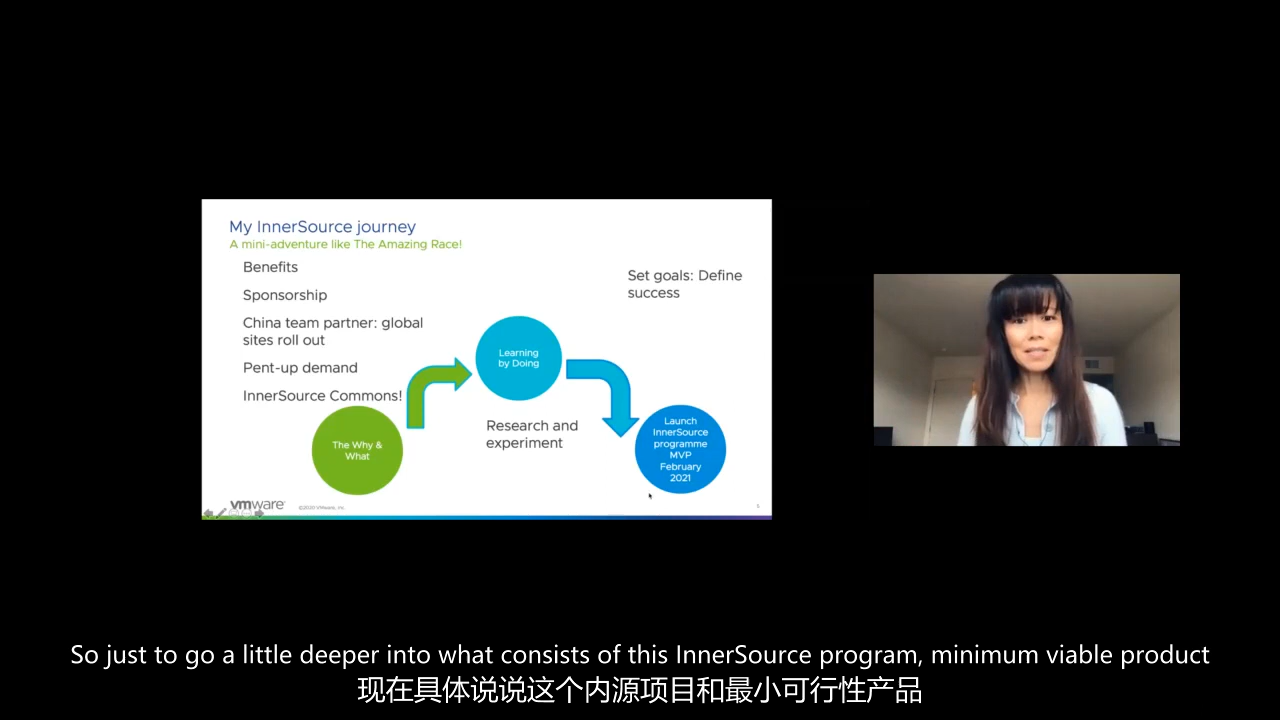 My InnerSource journey
A mini-adventure like The Amazing Race!
Benefits
Sponsorship
China team partner: global
sites roll out
Pent-up demand
InnerSource Commons!
The Why &
What
Learning
by Doing
Research and
experiment
Set goals: Define
success
Launch
InnerSource
programme
MVP
February
2021
vmware
©2020 VMware, Inc.
5
So just to go a little deeper into what consists of this InnerSource program, minimum viable product
现在具体说说这个内源项目和最小可行性产品